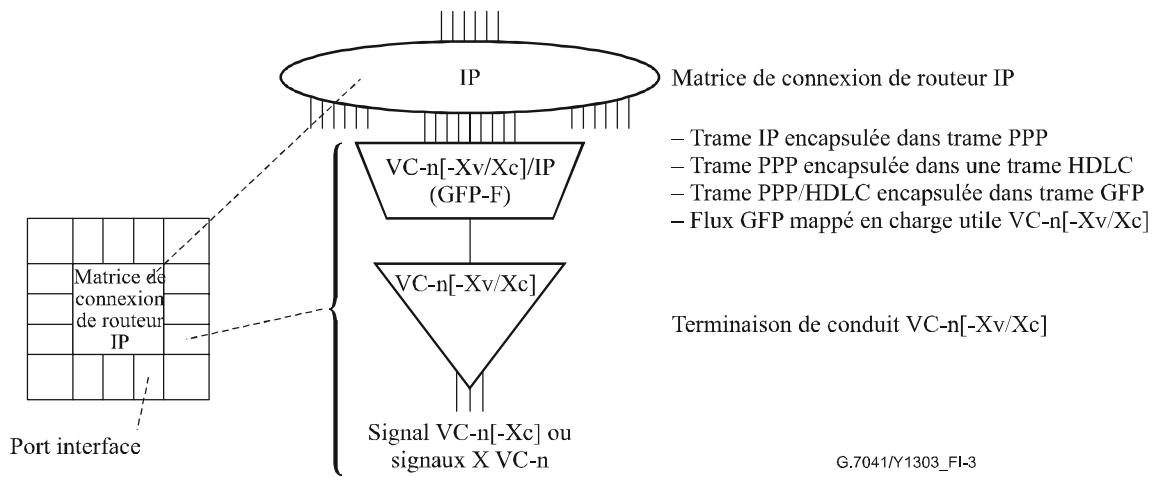 IP
Matrice de connexion de routeur IP
VC-n[-Xv/Xc]/IP
(GFP-F)
– Trame IP encapsulée dans trame PPP
– Trame PPP encapsulée dans une trame HDLC
– Trame PPP/HDLC encapsulée dans trame GFP
– Flux GFP mappé en charge utile VC-n[-Xv/Xc]
Matrice de
connexion
de routeur
IP
VC-n[-Xv/Xc]
Terminaison de conduit VC-n[-Xv/Xc]
Port interface
Signal VC-n[-Xc] ou
signaux X VC-n
G.7041/Y1303_FI-3